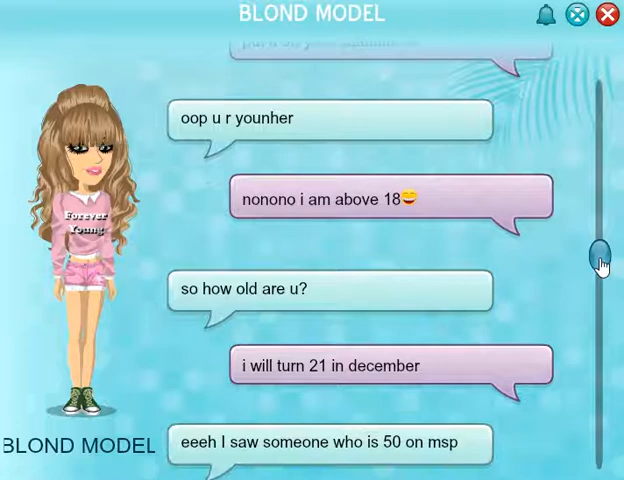 BLOND MODEL
oop u r younher
nonono i am above 18😄
Forever
Young
so how old are u?
i will turn 21 in december
BLOND MODEL
eeeh I saw someone who is 50 on msp